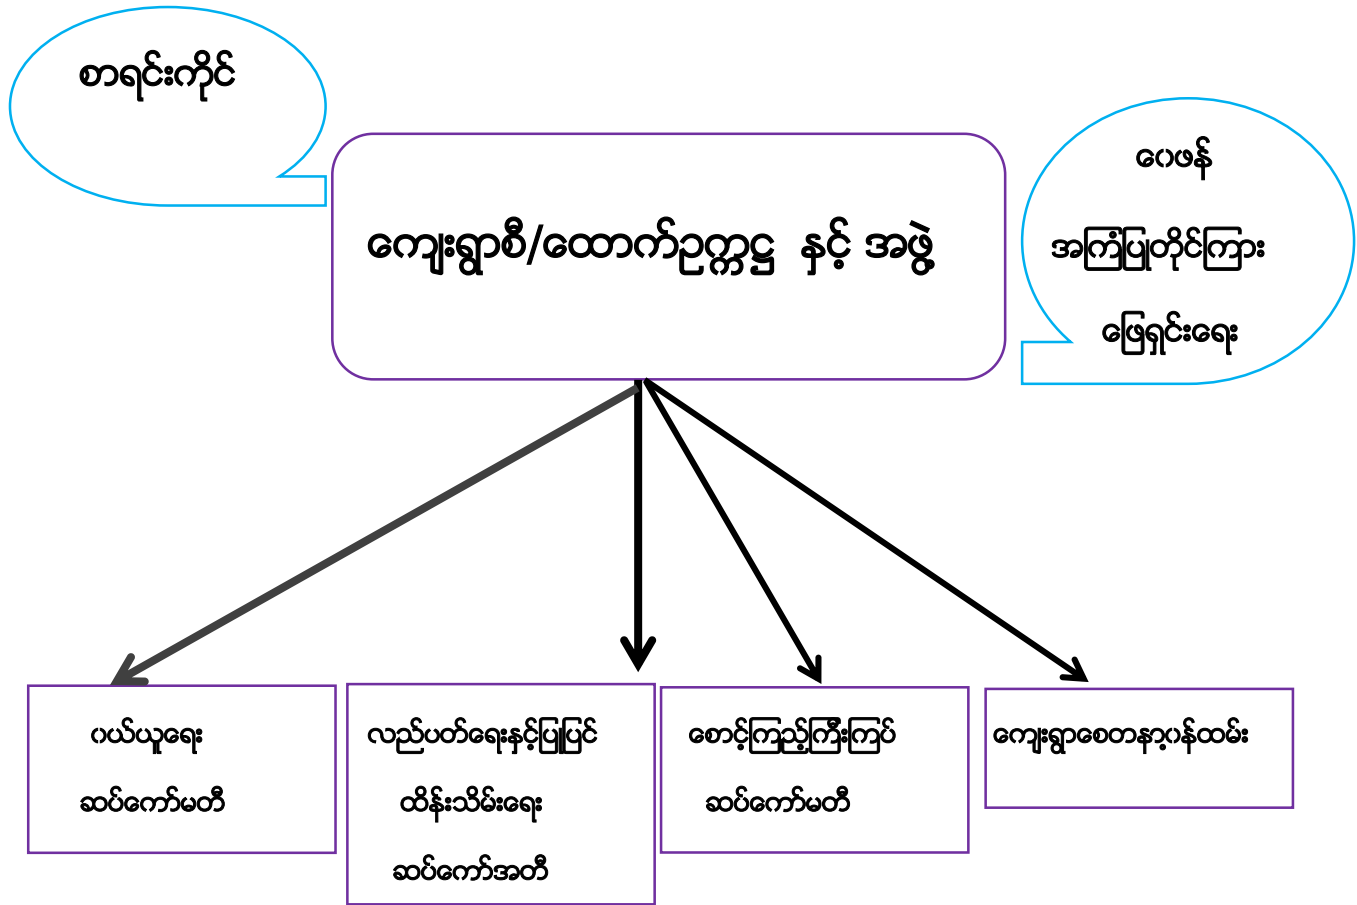 စာရင်းကိုင်
ဝေဖန်
အကြံပြုတိုင်ကြား
ဖြေရှင်းရေး
ကျေးရွာစီ/ထောက်ဥက္ကဋ္ဌ နှင့် အဖွဲ့
ဝယ်ယူရေး
ဆပ်ကော်မတီ
လည်ပတ်ရေးနှင့်ပြုပြင်
ထိန်းသိမ်းရေး
ဆပ်ကော်အတီ
စောင့်ကြည့်ကြီးကြပ်
ဆပ်ကော်မတီ
ကျေးရွာစေတနာ့ဝန်ထမ်း